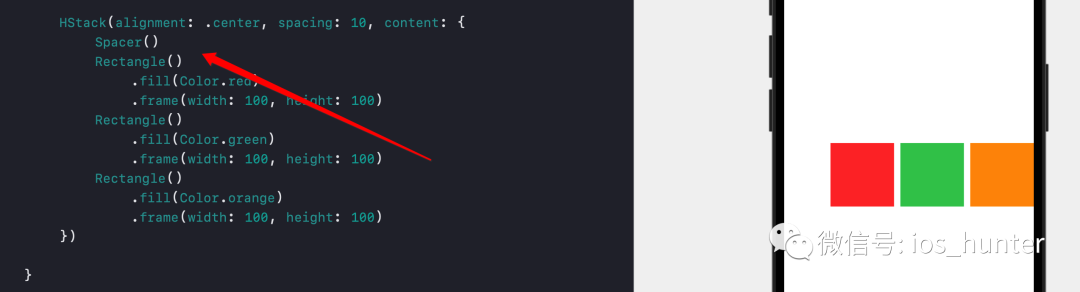 HStack(alignment: .center, spacing: 10, content: {
Spacer()
Rectangle()
.fill(Color.red)
.frame(width: 100, height: 100)
Rectangle()
.fill(Color.green)
.frame(width: 100, height: 100)
Rectangle()
.fill(Color.orange)
.frame(width: 100, height: 100)
})
}
微信号: ios_hunter